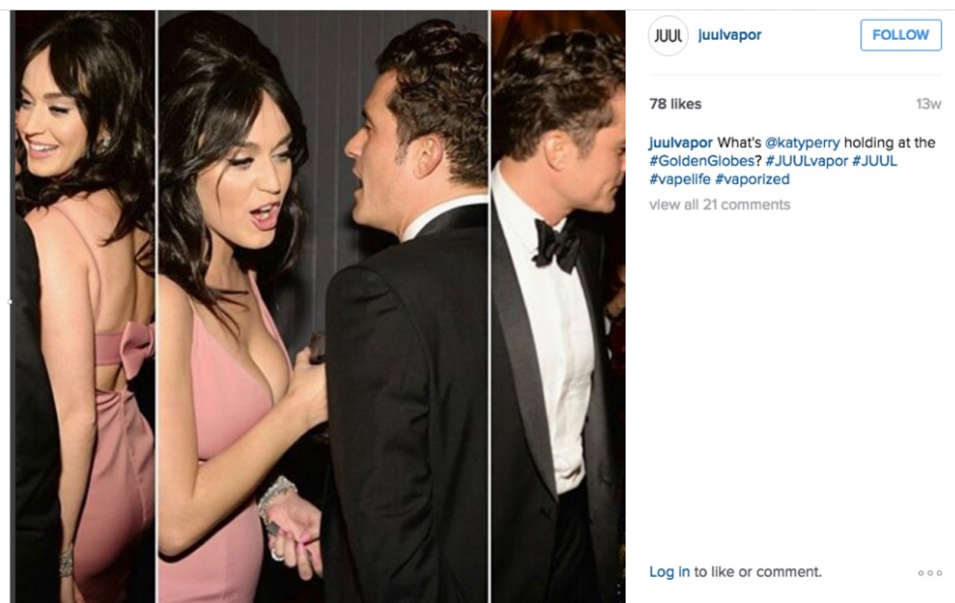 JUUL juulvapor FOLLOW
78 likes 13w
juulvapor What's @katyperry holding at the
#GoldenGlobes? #JUULvapor #JUUL
#vapelife #vaporized
view all 21 comments
Log in to like or comment.